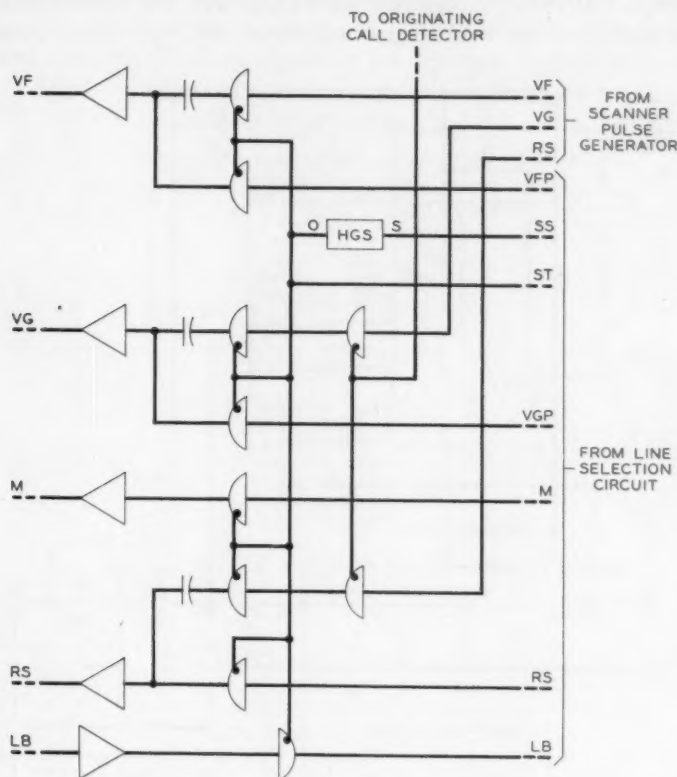 TO ORIGINATING
CALL DETECTOR
VF
VF
VG
RS
FROM
SCANNER
PULSE
GENERATOR
VFP
O HGS S
SS
ST
VG
VGP
FROM LINE
SELECTION
CIRCUIT
M
M
RS
RS
LB
LB